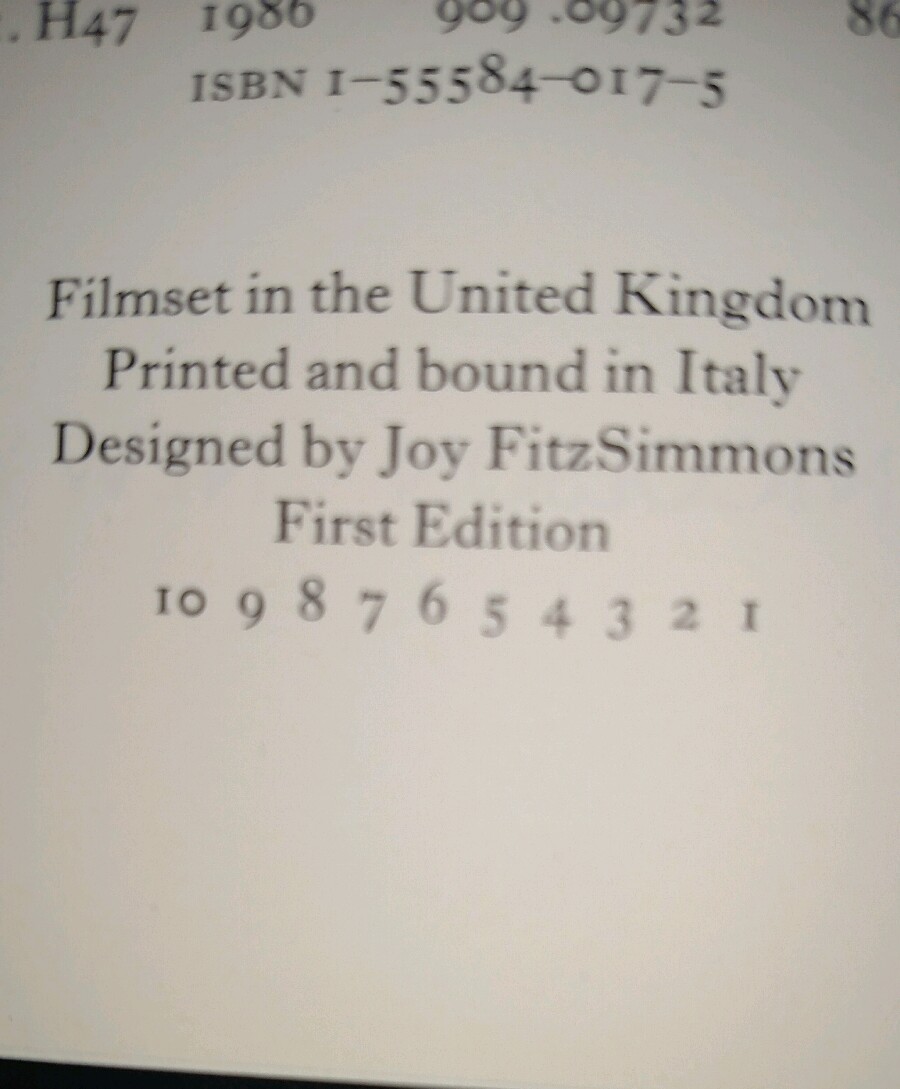 . H47 1986 909 .09732 86
ISBN 1–55584–017–5
Filmset in the United Kingdom
Printed and bound in Italy
Designed by Joy FitzSimmons
First Edition
10 9 8 7 6 5 4 3 2 1